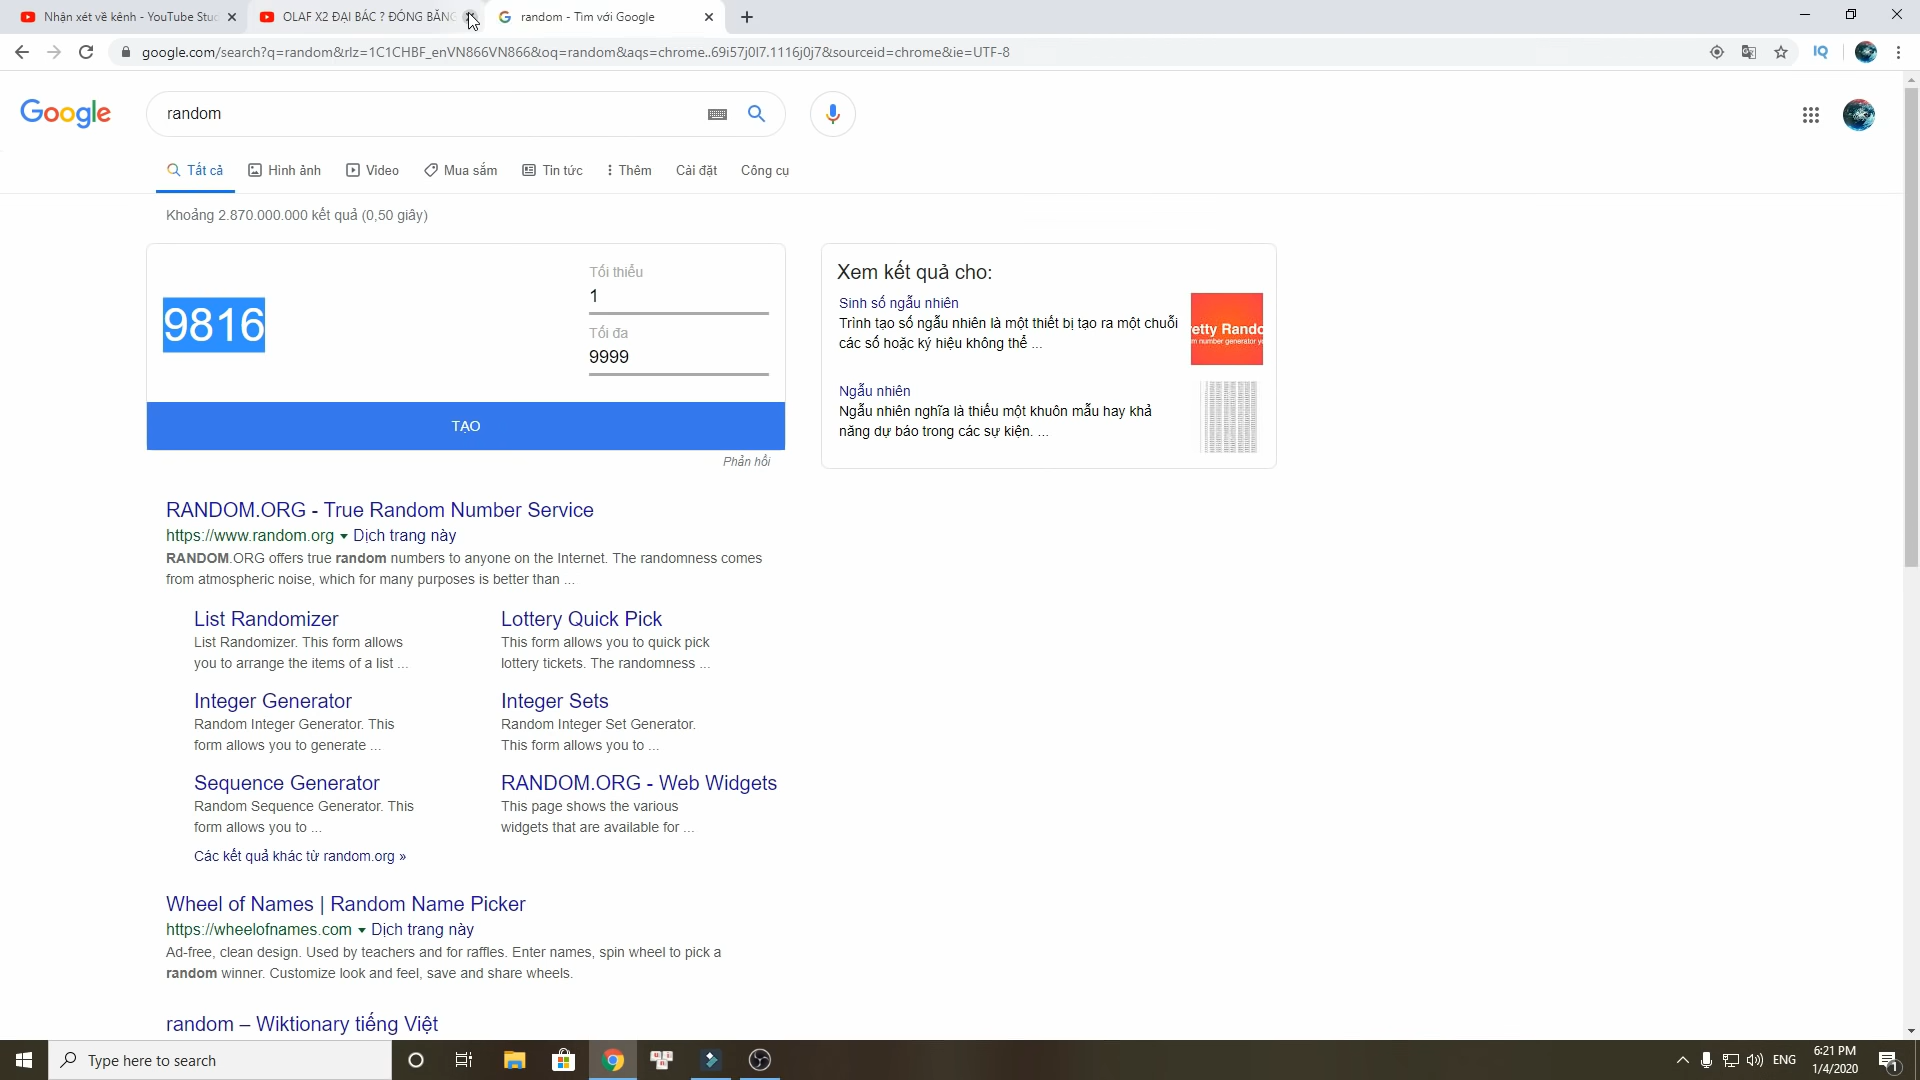 Nhận xét về kênh - YouTube Stu
OLAF X2 ĐẠI BÁC ? ĐÓNG BĂNG
random - Tìm với Google
google.com/search?q=random&rlz=1C1CHBF_enVN866VN866&oq=random&aqs=chrome..69i57j0l7.1116j0j7&sourceid=chrome&ie=UTF-8
IQ
Google
random
Tất cả
Hình ảnh
Video
Mua sắm
Tin tức
Thêm
Cài đặt
Công cụ
Khoảng 2.870.000.000 kết quả (0,50 giây)
9816
Tối thiểu
1
Tối đa
9999
TẠO
Phản hồi
Xem kết quả cho:
Sinh số ngẫu nhiên
Trình tạo số ngẫu nhiên là một thiết bị tạo ra một chuỗi
các số hoặc ký hiệu không thể ...
etty Rando
m number generator ye
Ngẫu nhiên
Ngẫu nhiên nghĩa là thiếu một khuôn mẫu hay khả
năng dự báo trong các sự kiện. ...
RANDOM.ORG - True Random Number Service
https://www.random.org ▾ Dịch trang này
RANDOM.ORG offers true random numbers to anyone on the Internet. The randomness comes
from atmospheric noise, which for many purposes is better than ...
List Randomizer
List Randomizer. This form allows
you to arrange the items of a list ...
Lottery Quick Pick
This form allows you to quick pick
lottery tickets. The randomness ...
Integer Generator
Random Integer Generator. This
form allows you to generate ...
Integer Sets
Random Integer Set Generator.
This form allows you to ...
Sequence Generator
Random Sequence Generator. This
form allows you to ...
RANDOM.ORG - Web Widgets
This page shows the various
widgets that are available for ...
Các kết quả khác từ random.org »
Wheel of Names | Random Name Picker
https://wheelofnames.com ▾ Dịch trang này
Ad-free, clean design. Used by teachers and for raffles. Enter names, spin wheel to pick a
random winner. Customize look and feel, save and share wheels.
random – Wiktionary tiếng Việt
Type here to search
ENG
6:21 PM
1/4/2020
1